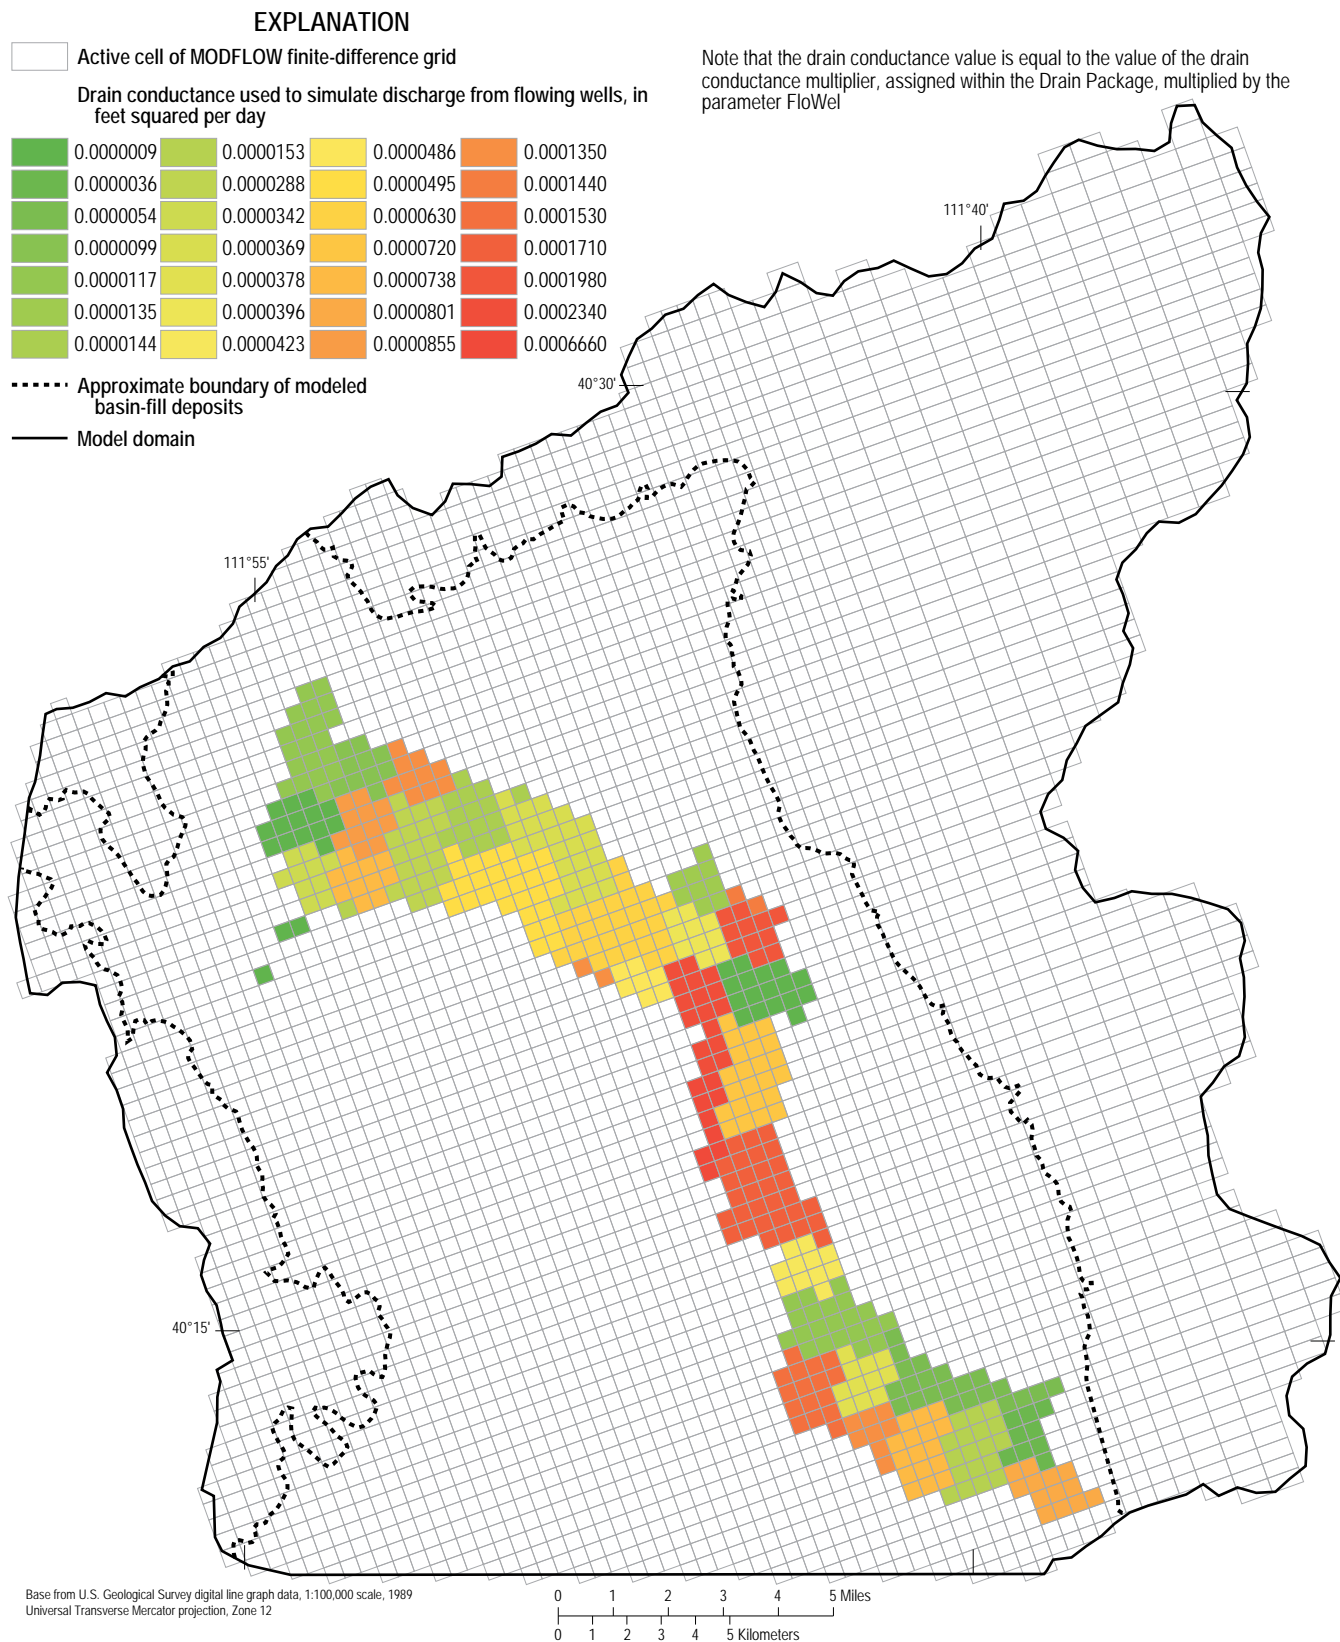 EXPLANATION
Active cell of MODFLOW finite-difference grid
Drain conductance used to simulate discharge from flowing wells, in
feet squared per day
0.0000009 0.0000153 0.0000486 0.0001350
0.0000036 0.0000288 0.0000495 0.0001440
0.0000054 0.0000342 0.0000630 0.0001530
0.0000099 0.0000369 0.0000720 0.0001710
0.0000117 0.0000378 0.0000738 0.0001980
0.0000135 0.0000396 0.0000801 0.0002340
0.0000144 0.0000423 0.0000855 0.0006660
Approximate boundary of modeled
basin-fill deposits
Model domain
Note that the drain conductance value is equal to the value of the drain
conductance multiplier, assigned within the Drain Package, multiplied by the
parameter FloWel
111°40'
40°30'
111°55'
40°15'
Base from U.S. Geological Survey digital line graph data, 1:100,000 scale, 1989
Universal Transverse Mercator projection, Zone 12
0 1 2 3 4 5 Miles
0 1 2 3 4 5 Kilometers